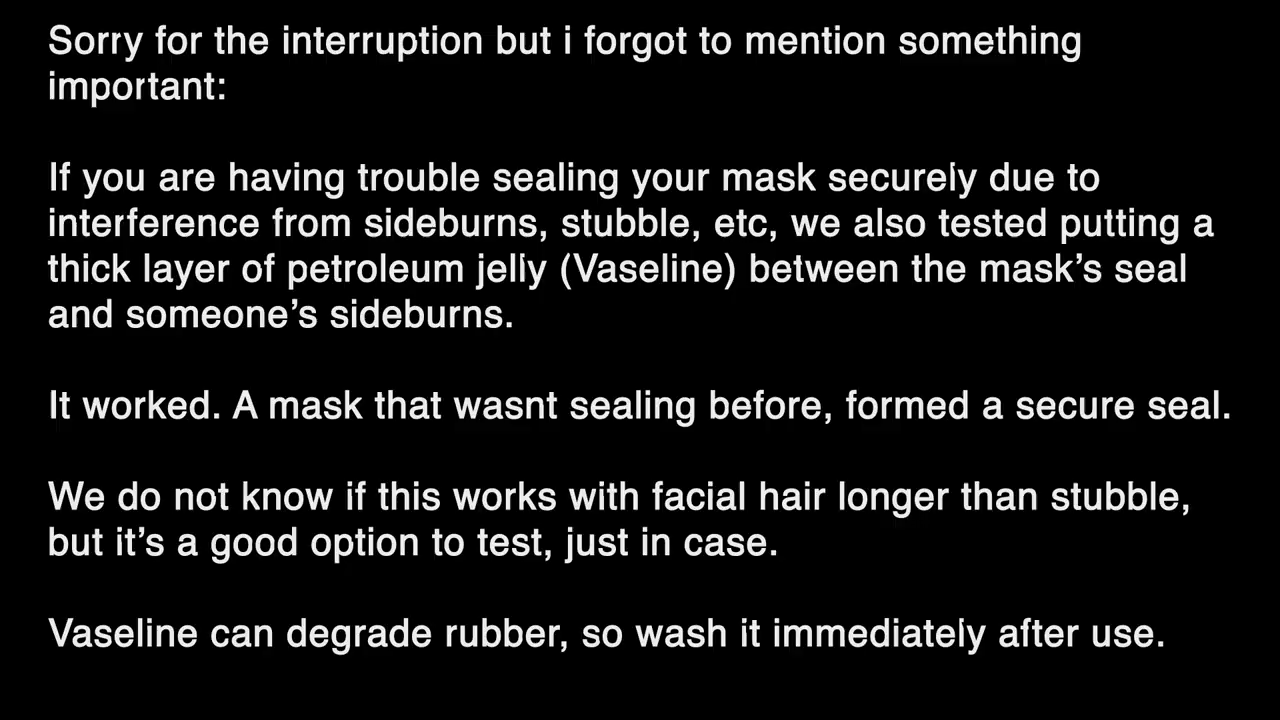 Sorry for the interruption but i forgot to mention something
important:
If you are having trouble sealing your mask securely due to
interference from sideburns, stubble, etc, we also tested putting a
thick layer of petroleum jelly (Vaseline) between the mask’s seal
and someone’s sideburns.
It worked. A mask that wasnt sealing before, formed a secure seal.
We do not know if this works with facial hair longer than stubble,
but it’s a good option to test, just in case.
Vaseline can degrade rubber, so wash it immediately after use.